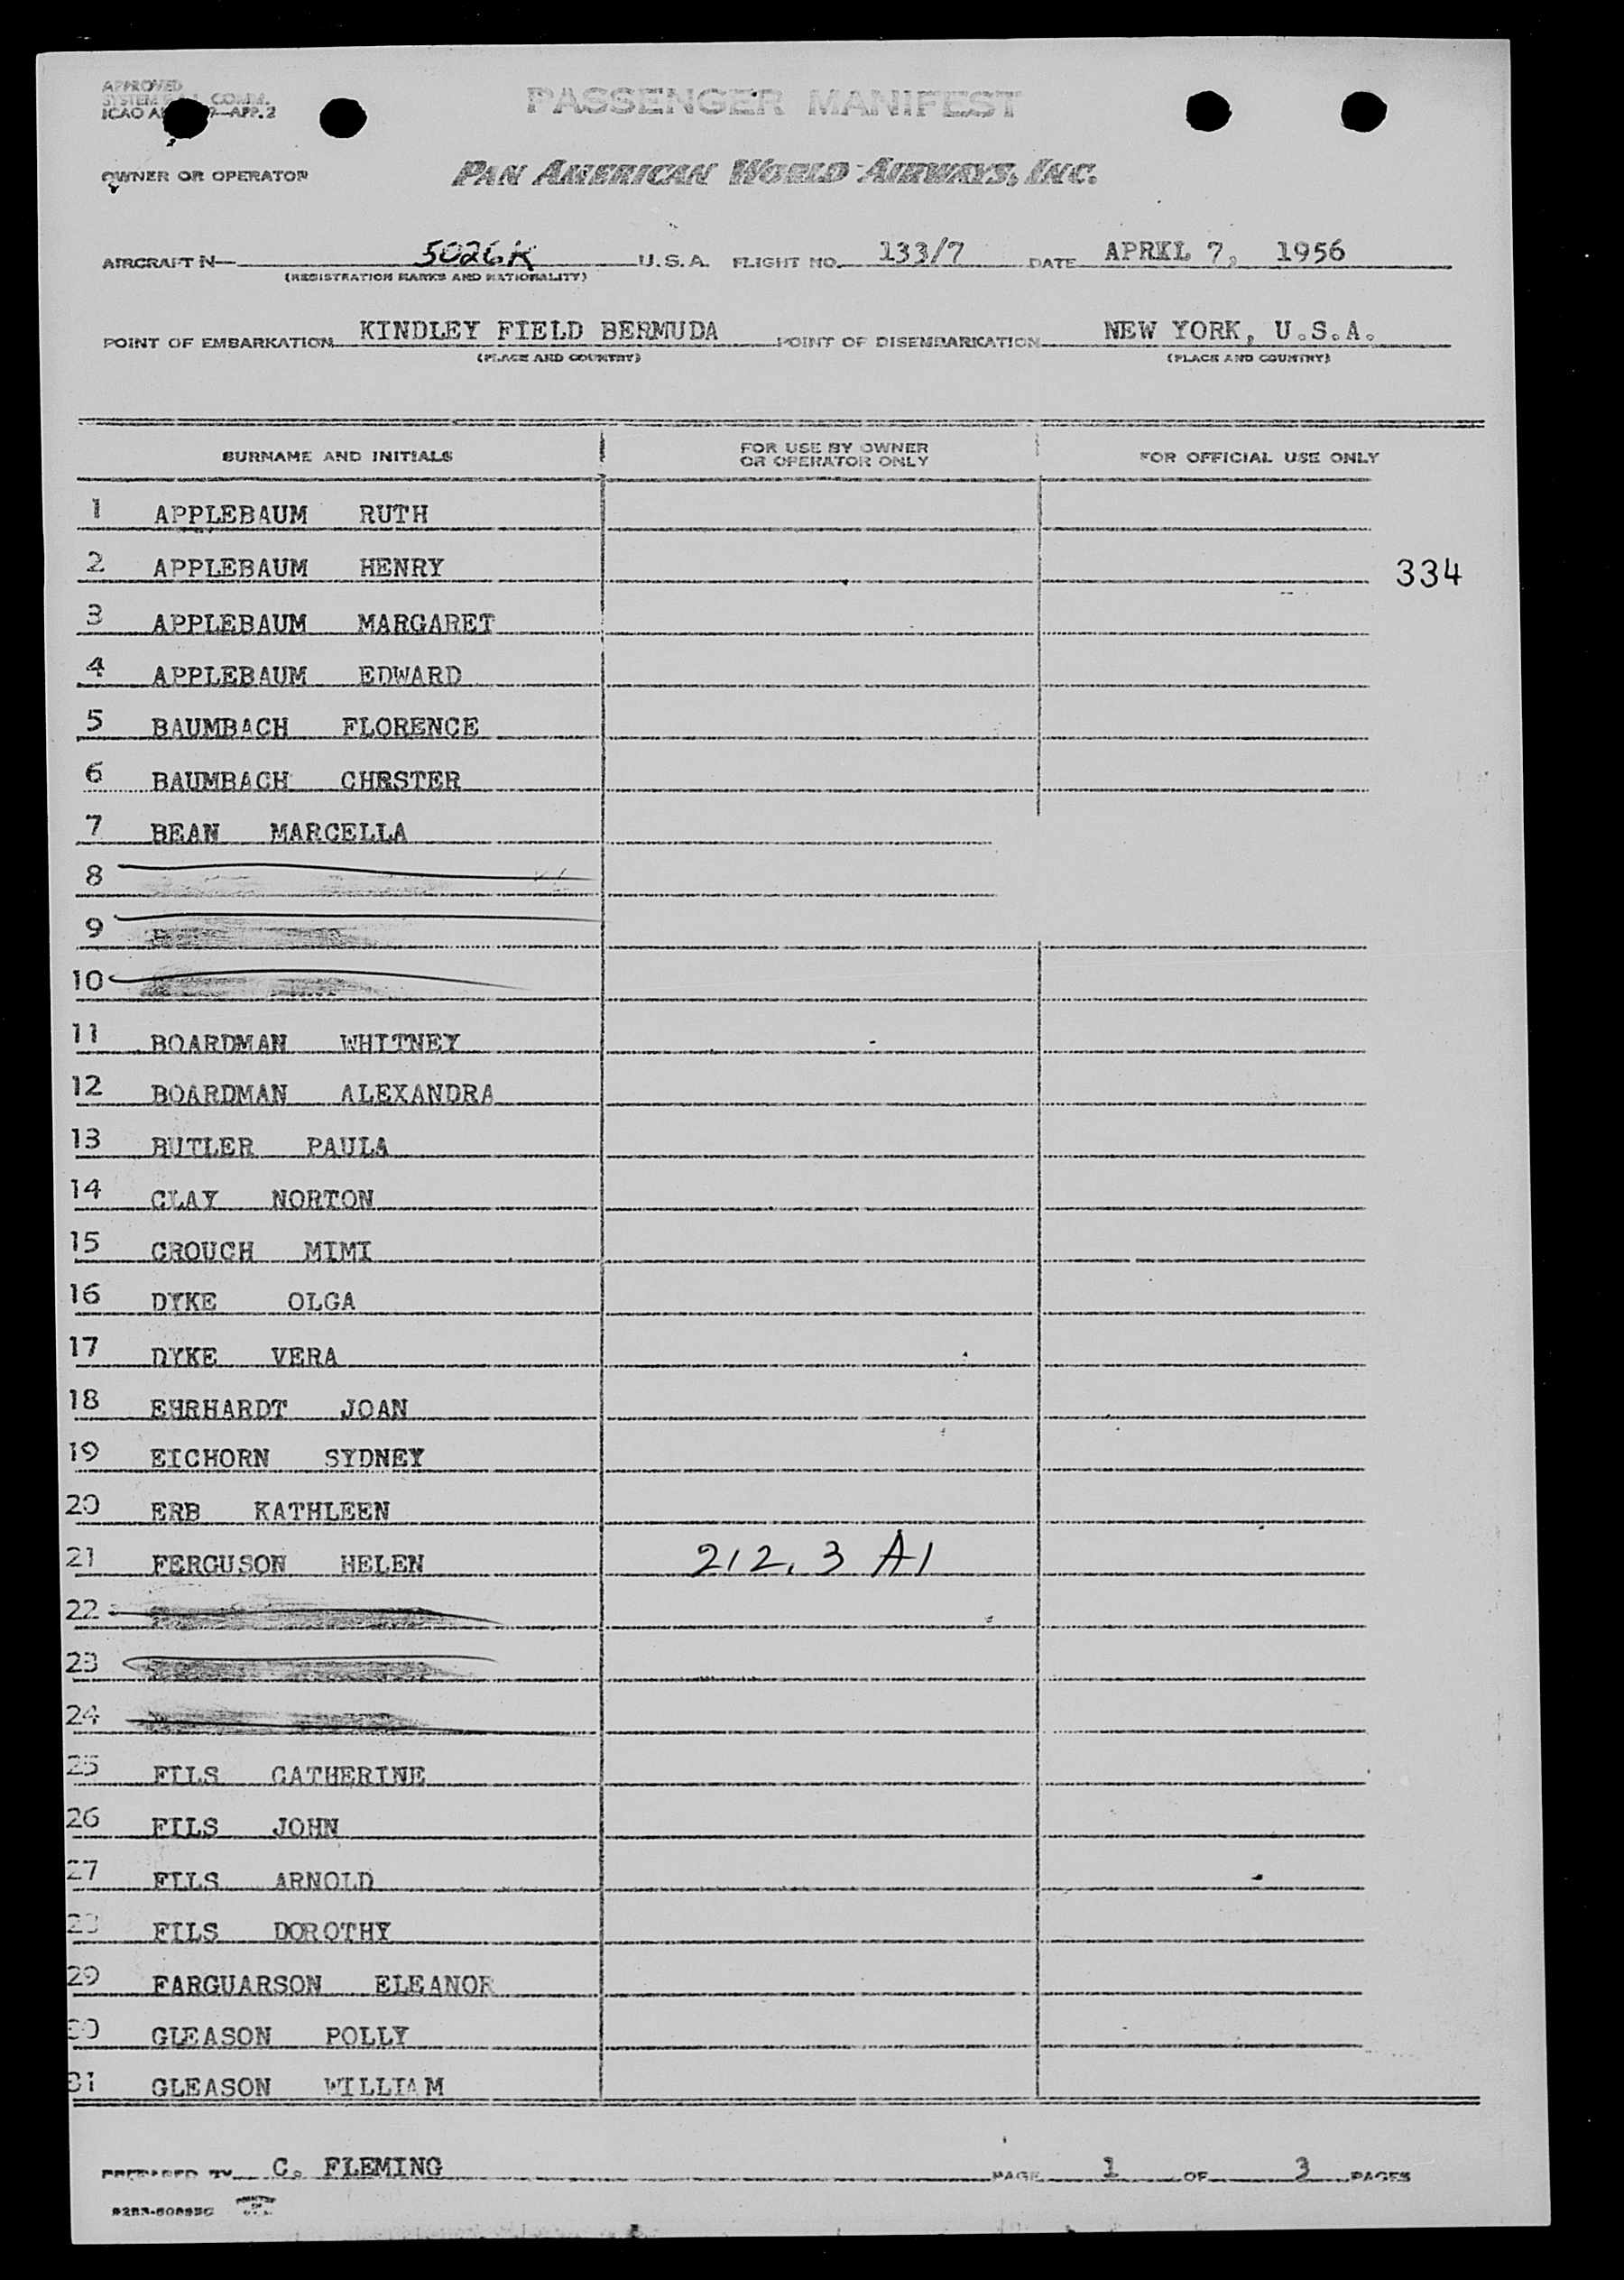 APPROVED
SYSTEM COMM.
ICAO 9—APP.2
PASSENGER MANIFEST
OWNER OR OPERATOR PAN AMERICAN WORLD AIRWAYS, INC.
AIRCRAFT N— 5026K U.S.A. FLIGHT NO. 133/7 DATE APRKL 7, 1956
(REGISTRATION MARKS AND NATIONALITY)
POINT OF EMBARKATION KINDLEY FIELD BERMUDA POINT OF DISEMBARKATION NEW YORK, U.S.A.
(PLACE AND COUNTRY) (PLACE AND COUNTRY)
SURNAME AND INITIALS FOR USE BY OWNER OR OPERATOR ONLY FOR OFFICIAL USE ONLY
1 APPLEBAUM RUTH
2 APPLEBAUM HENRY 334
3 APPLEBAUM MARGARET
4 APPLEBAUM EDWARD
5 BAUMBACH FLORENCE
6 BAUMBACH CHRSTER
7 BEAN MARCELLA
8
9
10
11 BOARDMAN WHITNEY
12 BOARDMAN ALEXANDRA
13 BUTLER PAULA
14 CLAY NORTON
15 CROUCH MIMI
16 DYKE OLGA
17 DYKE VERA
18 EHRHARDT JOAN
19 EICHORN SYDNEY
20 ERB KATHLEEN
21 FERGUSON HELEN 212.3 A1
22
23
24
25 FILS CATHERINE
26 FILS JOHN
27 FILS ARNOLD
28 FILS DOROTHY
29 FARGUARSON ELEANOR
30 GLEASON POLLY
31 GLEASON WILLIAM
PREPARED BY C. FLEMING PAGE 1 OF 3 PAGES